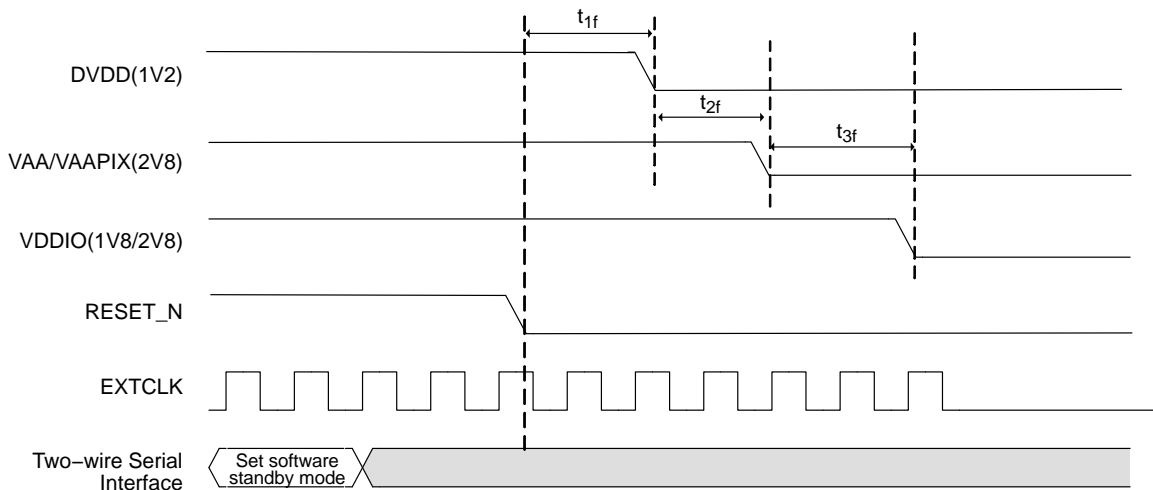 t1f
DVDD(1V2)
t2f
t3f
VAA/VAAPIX(2V8)
VDDIO(1V8/2V8)
RESET_N
EXTCLK
Two−wire Serial
Interface
Set software
standby mode